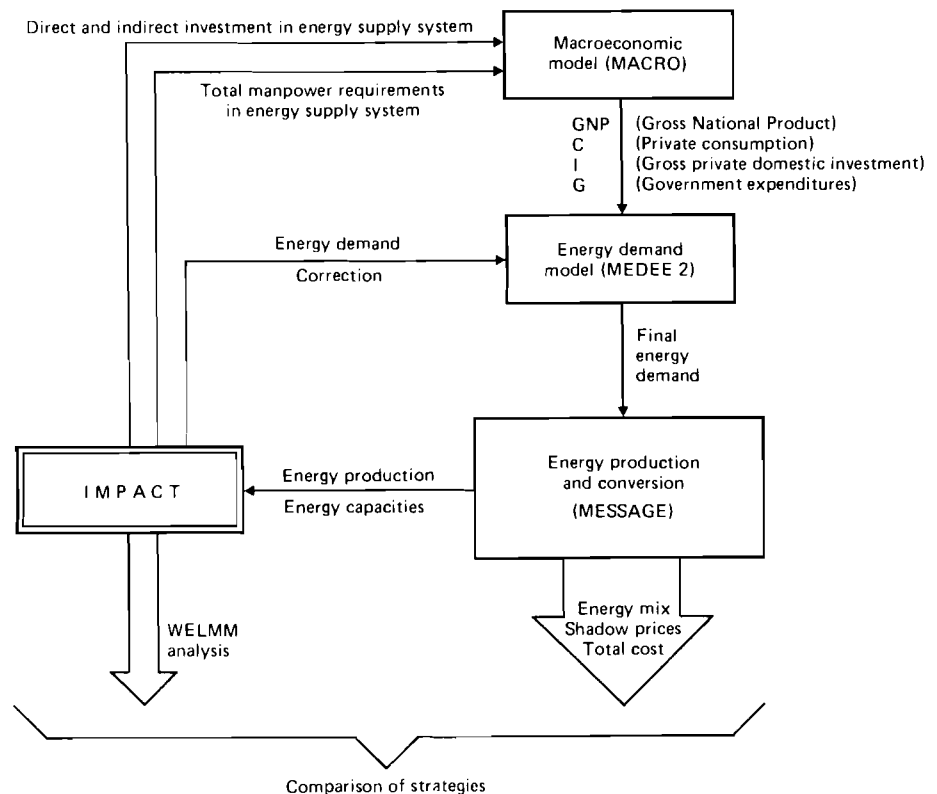 Direct and indirect investment in energy supply system
Macroeconomic
model (MACRO)
Total manpower requirements
in energy supply system
GNP (Gross National Product)
C (Private consumption)
I (Gross private domestic investment)
G (Government expenditures)
Energy demand
Correction
Energy demand
model (MEDEE 2)
Final
energy
demand
IMPACT
Energy production
Energy capacities
Energy production
and conversion
(MESSAGE)
WELMM
analysis
Energy mix
Shadow prices
Total cost
Comparison of strategies